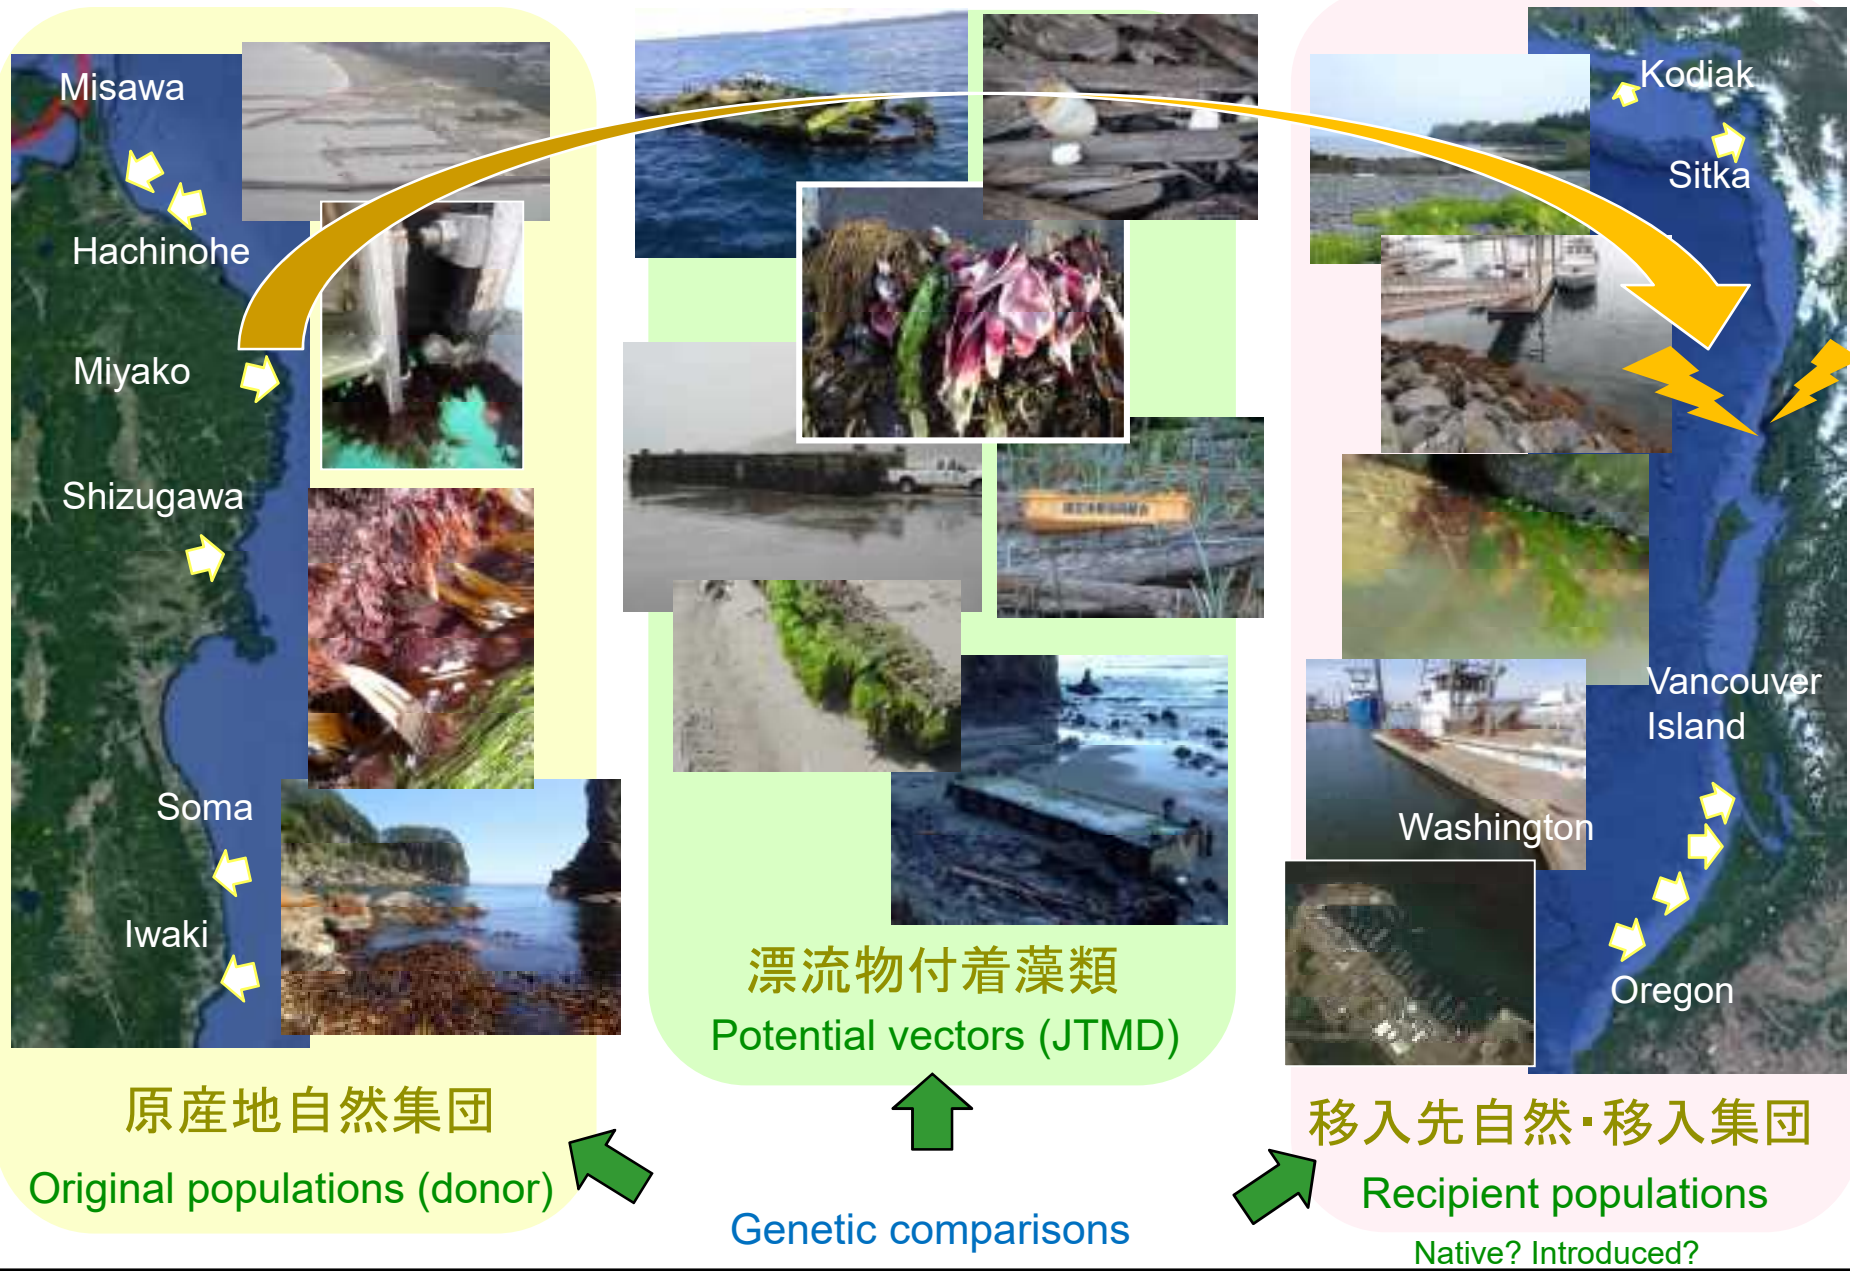 Misawa
Hachinohe
Miyako
Shizugawa
Soma
Iwaki
原産地自然集団
Original populations (donor)
漂流物付着藻類
Potential vectors (JTMD)
Genetic comparisons
Kodiak
Sitka
Vancouver
Island
Washington
Oregon
移入先自然・移入集団
Recipient populations
Native? Introduced?